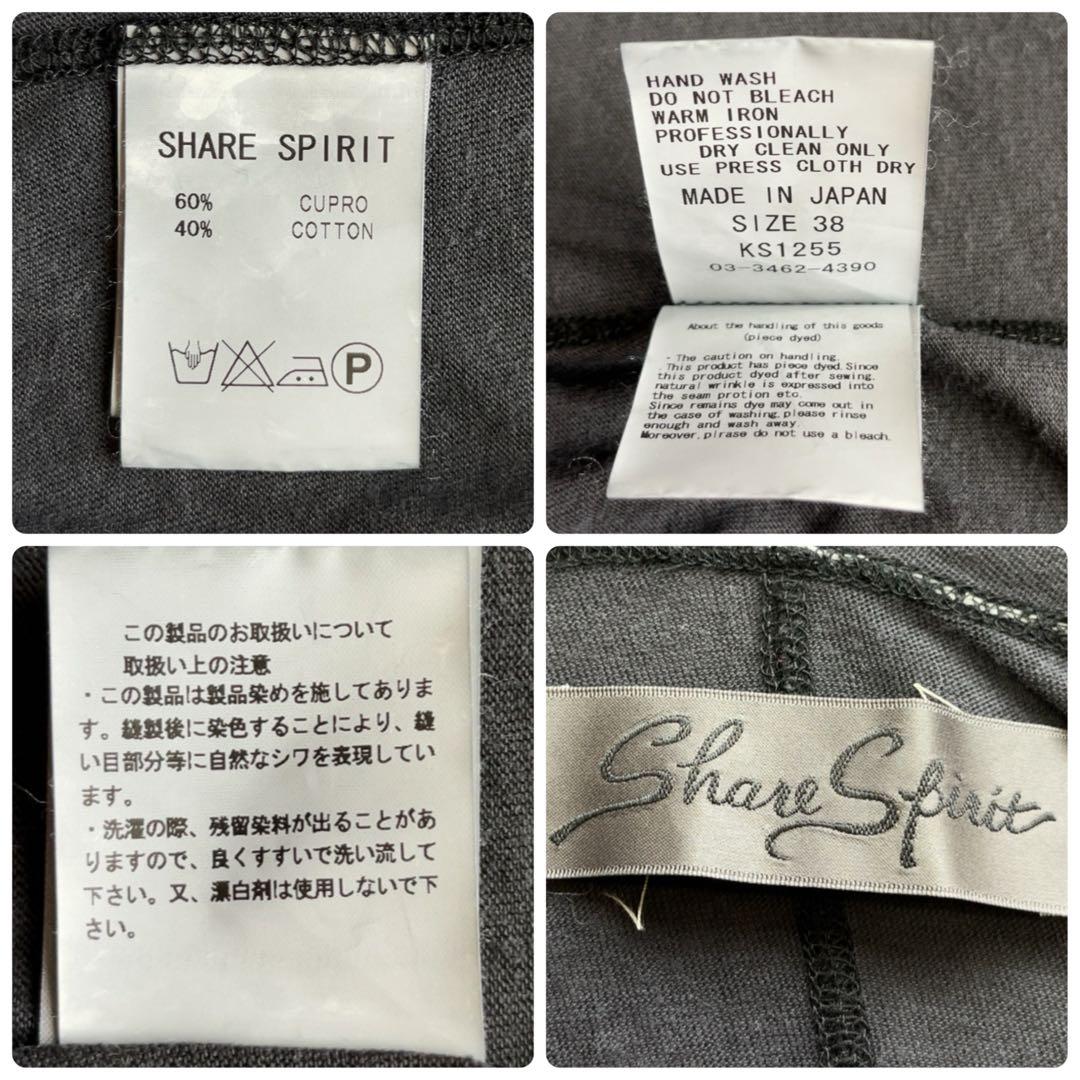 SHARE SPIRIT
60% CUPRO
40% COTTON
P
HAND WASH
DO NOT BLEACH
WARM IRON
PROFESSIONALLY
DRY CLEAN ONLY
USE PRESS CLOTH DRY
MADE IN JAPAN
SIZE 38
KS1255
03-3462-4390
About the handling of this goods
(piece dyed)
・The caution on handling.
.This product has piece dyed.Since
this product dyed after sewing,
natural wrinkle is expressed into
the seam protion etc.
Since remains dye may come out in
the case of washing,please rinse
enough and wash away.
Moreover,plrase do not use a bleach.
この製品のお取扱いについて
取扱い上の注意
・この製品は製品染めを施してありま
す。縫製後に染色することにより、縫
い目部分等に自然なシワを表現してい
ます。
・洗濯の際、残留染料が出ることがあ
りますので、良くすすいで洗い流して
下さい。又、漂白剤は使用しないで下
さい。
Share Spirit